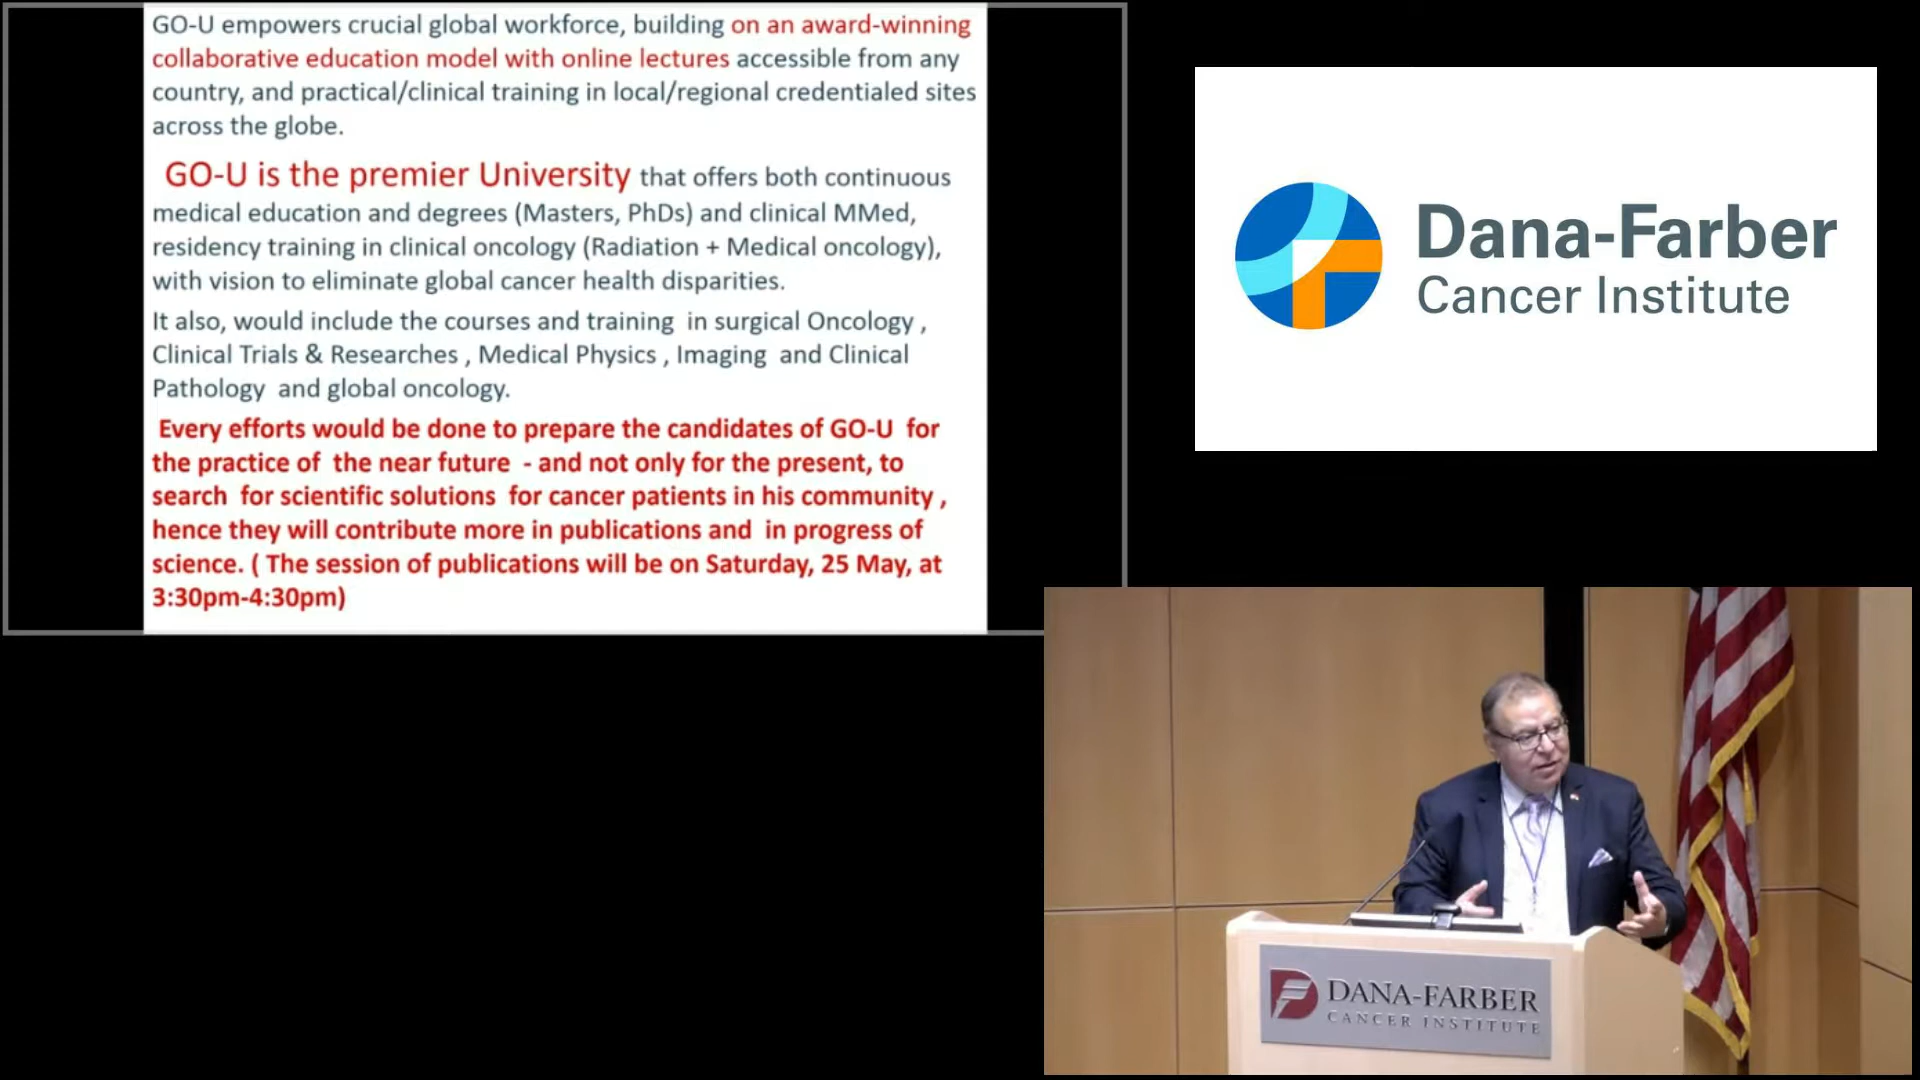 GO-U empowers crucial global workforce, building on an award-winning
collaborative education model with online lectures accessible from any
country, and practical/clinical training in local/regional credentialed sites
across the globe.
GO-U is the premier University that offers both continuous
medical education and degrees (Masters, PhDs) and clinical MMed,
residency training in clinical oncology (Radiation + Medical oncology),
with vision to eliminate global cancer health disparities.
It also, would include the courses and training in surgical Oncology ,
Clinical Trials & Researches , Medical Physics , Imaging and Clinical
Pathology and global oncology.
Every efforts would be done to prepare the candidates of GO-U for
the practice of the near future - and not only for the present, to
search for scientific solutions for cancer patients in his community ,
hence they will contribute more in publications and in progress of
science. ( The session of publications will be on Saturday, 25 May, at
3:30pm-4:30pm)
Dana-Farber
Cancer Institute
DANA-FARBER
CANCER INSTITUTE